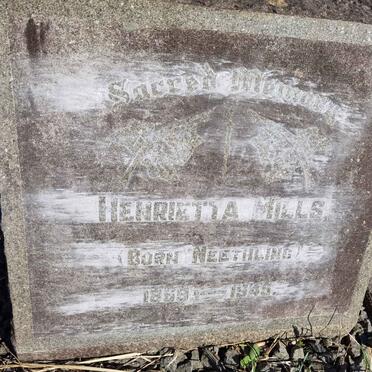 Sacred Memory
Henrietta Mills.
(Born Neethling)